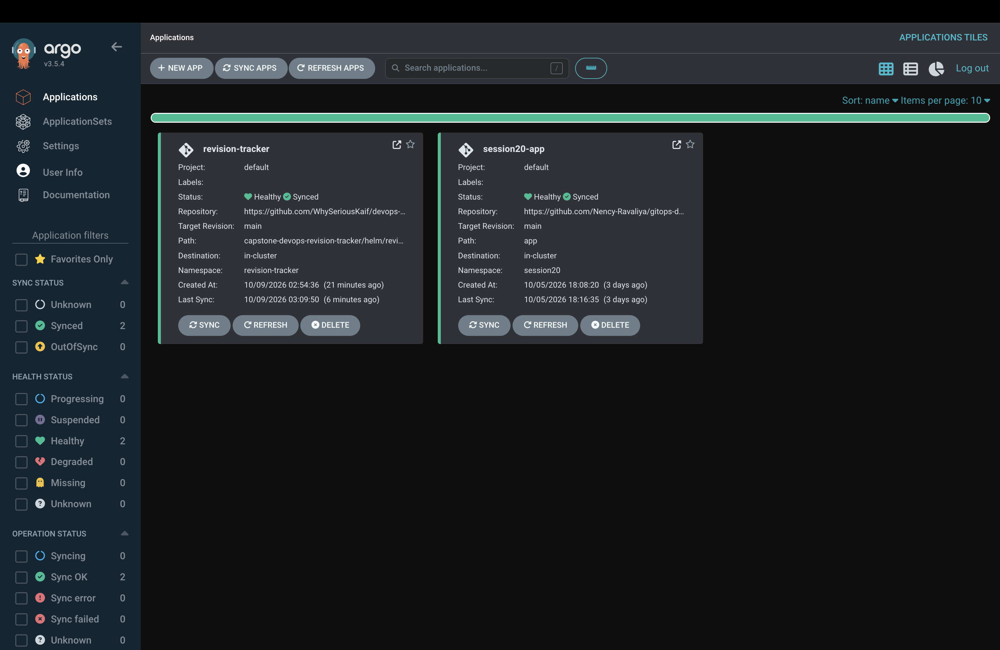 argo
v3.5.4
Applications
ApplicationSets
Settings
User Info
Documentation
Application filters
Favorites Only
SYNC STATUS
Unknown 0
Synced 2
OutOfSync 0
HEALTH STATUS
Progressing 0
Suspended 0
Healthy 2
Degraded 0
Missing 0
Unknown 0
OPERATION STATUS
Syncing 0
Sync OK 2
Sync error 0
Sync failed 0
Unknown 0
Applications
APPLICATIONS TILES
NEW APP SYNC APPS REFRESH APPS Search applications... / Log out
Sort: name Items per page: 10
revision-tracker
Project: default
Labels:
Status: Healthy Synced
Repository: https://github.com/WhySeriousKaif/devops-...
Target Revision: main
Path: capstone-devops-revision-tracker/helm/revi...
Destination: in-cluster
Namespace: revision-tracker
Created At: 10/09/2026 02:54:36 (21 minutes ago)
Last Sync: 10/09/2026 03:09:50 (6 minutes ago)
SYNC REFRESH DELETE
session20-app
Project: default
Labels:
Status: Healthy Synced
Repository: https://github.com/Nency-Ravaliya/gitops-d...
Target Revision: main
Path: app
Destination: in-cluster
Namespace: session20
Created At: 10/05/2026 18:08:20 (3 days ago)
Last Sync: 10/05/2026 18:16:35 (3 days ago)
SYNC REFRESH DELETE